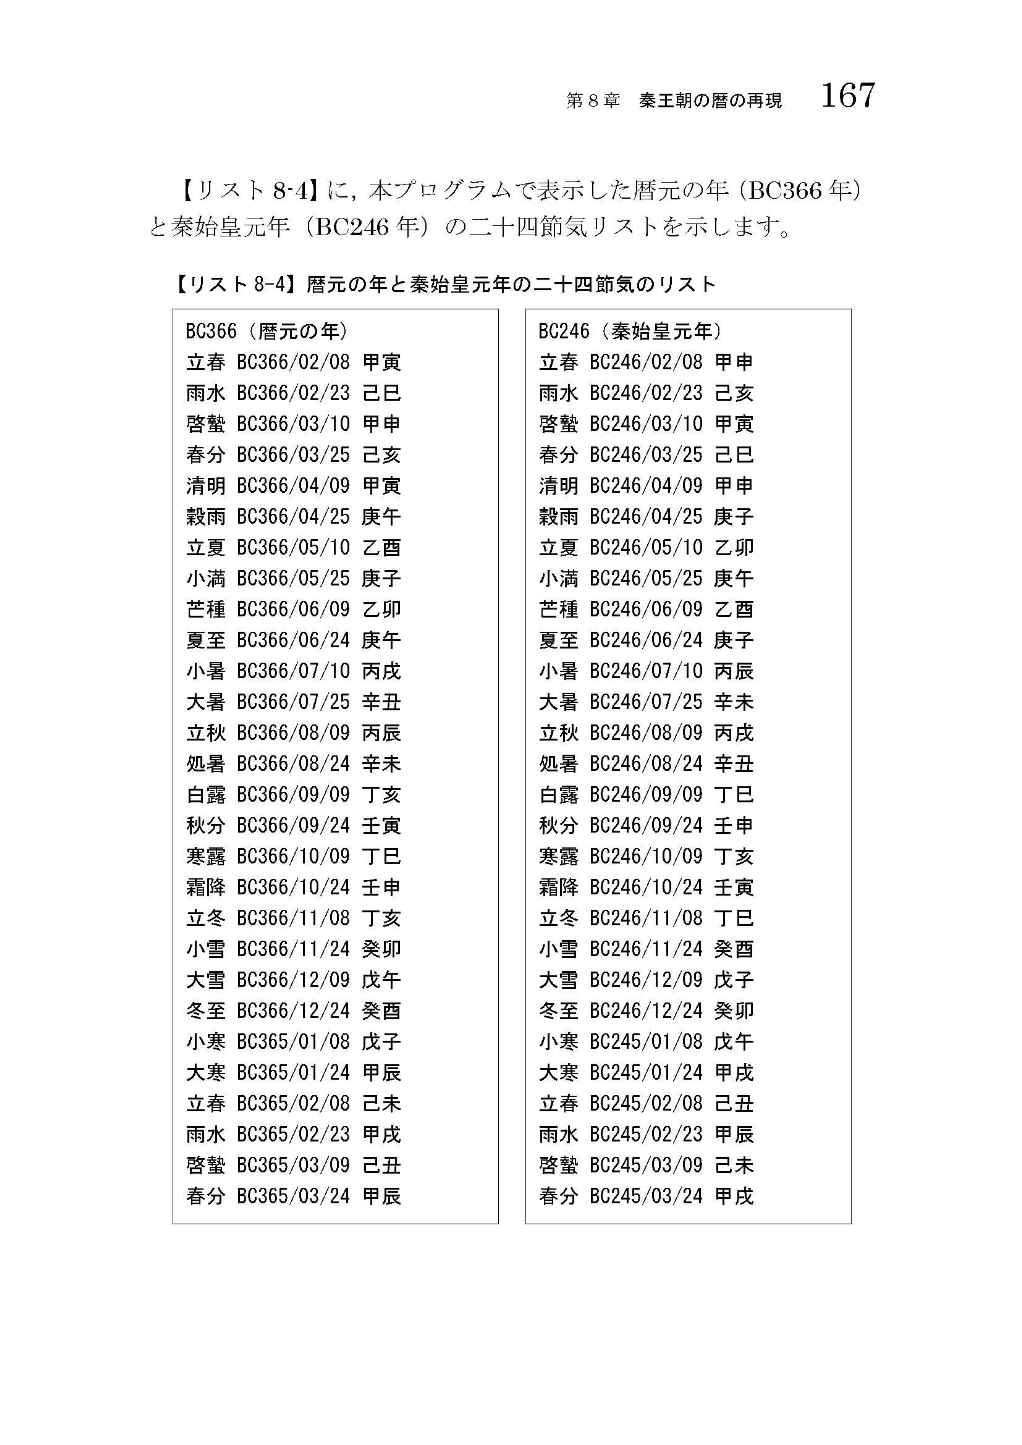 第８章　秦王朝の暦の再現　167
【リスト 8-4】に，本プログラムで表示した暦元の年（BC366 年）
と秦始皇元年（BC246 年）の二十四節気リストを示します。
【リスト 8-4】暦元の年と秦始皇元年の二十四節気のリスト
BC366（暦元の年）
立春 BC366/02/08 甲寅
雨水 BC366/02/23 己巳
啓蟄 BC366/03/10 甲申
春分 BC366/03/25 己亥
清明 BC366/04/09 甲寅
穀雨 BC366/04/25 庚午
立夏 BC366/05/10 乙酉
小満 BC366/05/25 庚子
芒種 BC366/06/09 乙卯
夏至 BC366/06/24 庚午
小暑 BC366/07/10 丙戌
大暑 BC366/07/25 辛丑
立秋 BC366/08/09 丙辰
処暑 BC366/08/24 辛未
白露 BC366/09/09 丁亥
秋分 BC366/09/24 壬寅
寒露 BC366/10/09 丁巳
霜降 BC366/10/24 壬申
立冬 BC366/11/08 丁亥
小雪 BC366/11/24 癸卯
大雪 BC366/12/09 戊午
冬至 BC366/12/24 癸酉
小寒 BC365/01/08 戊子
大寒 BC365/01/24 甲辰
立春 BC365/02/08 己未
雨水 BC365/02/23 甲戌
啓蟄 BC365/03/09 己丑
春分 BC365/03/24 甲辰
BC246（秦始皇元年）
立春 BC246/02/08 甲申
雨水 BC246/02/23 己亥
啓蟄 BC246/03/10 甲寅
春分 BC246/03/25 己巳
清明 BC246/04/09 甲申
穀雨 BC246/04/25 庚子
立夏 BC246/05/10 乙卯
小満 BC246/05/25 庚午
芒種 BC246/06/09 乙酉
夏至 BC246/06/24 庚子
小暑 BC246/07/10 丙辰
大暑 BC246/07/25 辛未
立秋 BC246/08/09 丙戌
処暑 BC246/08/24 辛丑
白露 BC246/09/09 丁巳
秋分 BC246/09/24 壬申
寒露 BC246/10/09 丁亥
霜降 BC246/10/24 壬寅
立冬 BC246/11/08 丁巳
小雪 BC246/11/24 癸酉
大雪 BC246/12/09 戊子
冬至 BC246/12/24 癸卯
小寒 BC245/01/08 戊午
大寒 BC245/01/24 甲戌
立春 BC245/02/08 己丑
雨水 BC245/02/23 甲辰
啓蟄 BC245/03/09 己未
春分 BC245/03/24 甲戌